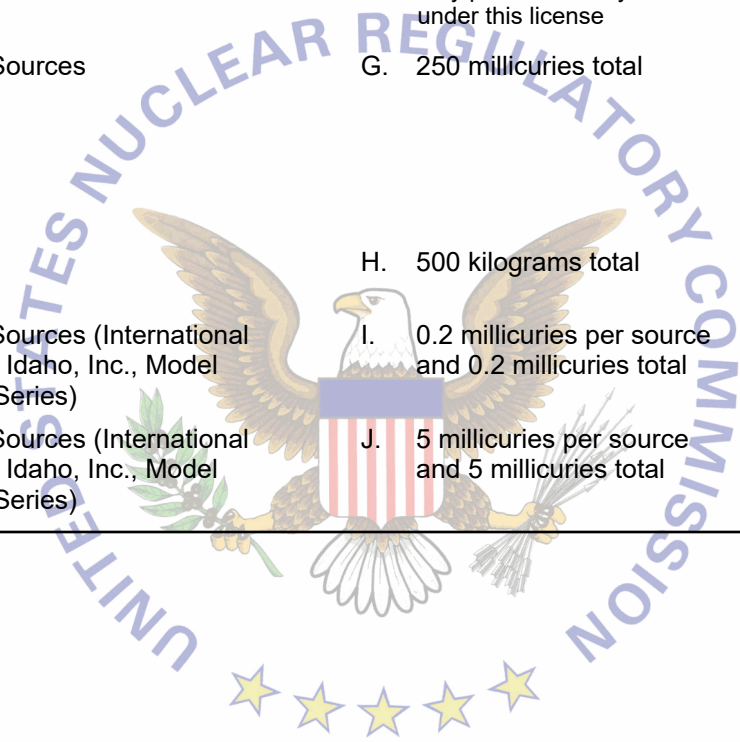 under this license
Sources
G. 250 millicuries total
H. 500 kilograms total
Sources (International
Idaho, Inc., Model
Series)
I. 0.2 millicuries per source
and 0.2 millicuries total
Sources (International
Idaho, Inc., Model
Series)
J. 5 millicuries per source
and 5 millicuries total
UNITED STATES NUCLEAR REGULATORY COMMISSION